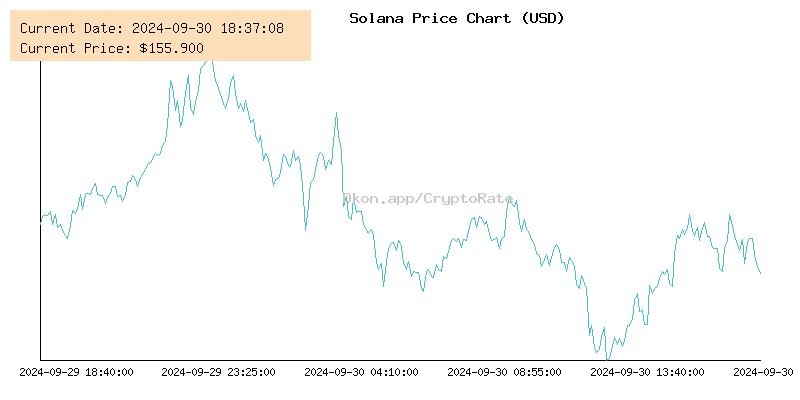 Solana Price Chart (USD)
Current Date: 2024-09-30 18:37:08
Current Price: $155.900
Okon.app/CryptoRate
2024-09-29 18:40:00 2024-09-29 23:25:00 2024-09-30 04:10:00 2024-09-30 08:55:00 2024-09-30 13:40:00 2024-09-30